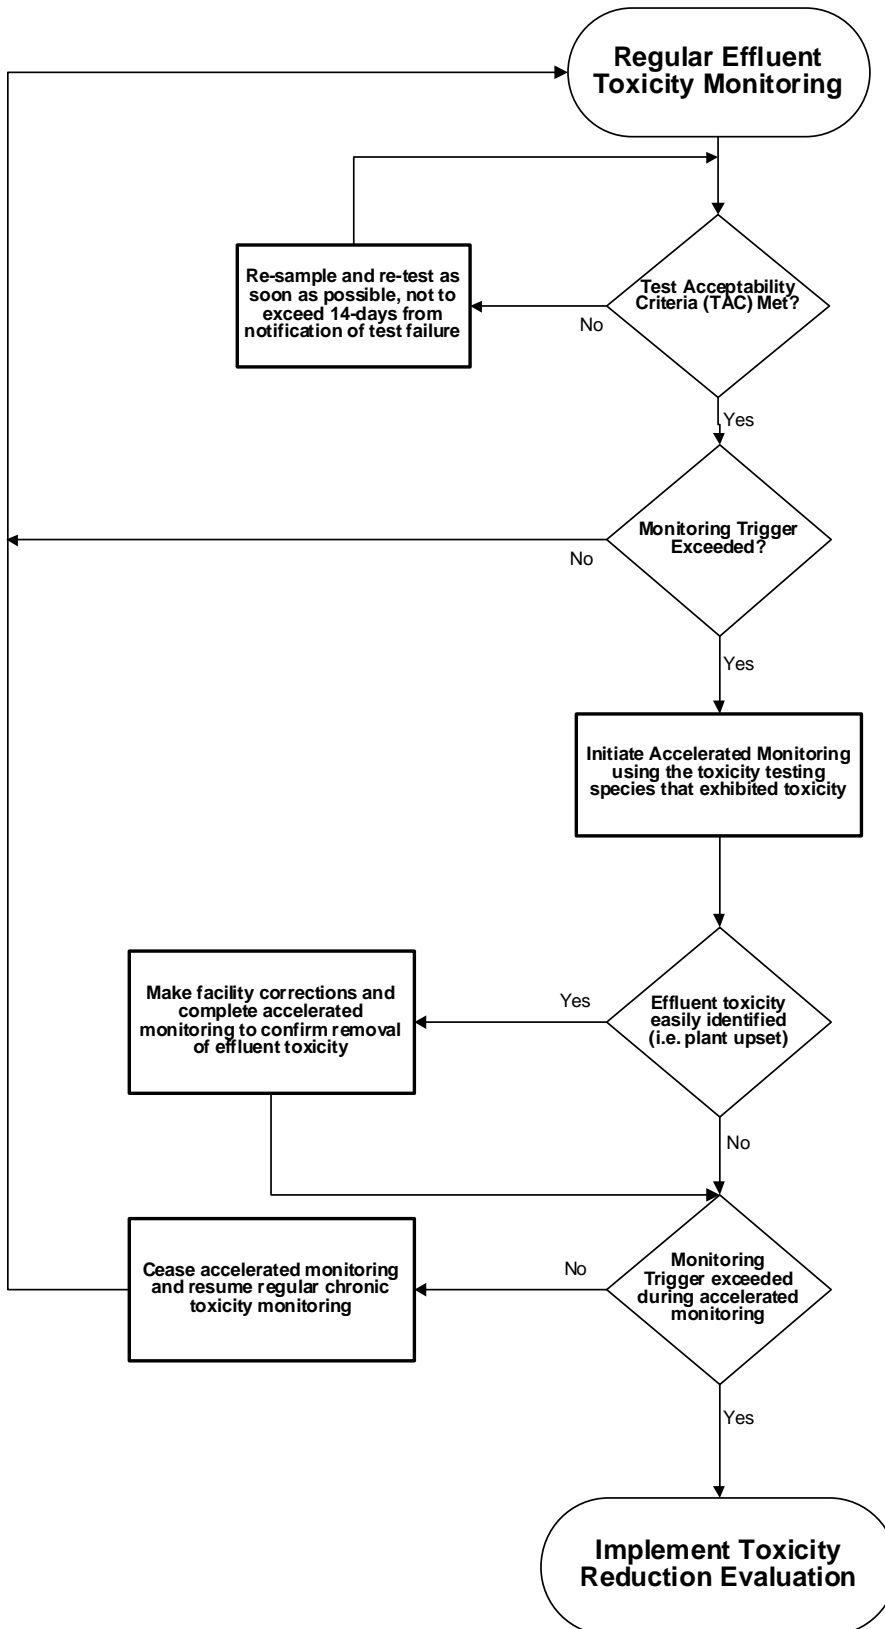 Regular Effluent
Toxicity Monitoring
Re-sample and re-test as
soon as possible, not to
exceed 14-days from
notification of test failure
Test Acceptability
Criteria (TAC) Met?
No
Yes
Monitoring Trigger
Exceeded?
No
Yes
Initiate Accelerated Monitoring
using the toxicity testing
species that exhibited toxicity
Make facility corrections and
complete accelerated
monitoring to confirm removal
of effluent toxicity
Yes
Effluent toxicity
easily identified
(i.e. plant upset)
No
Cease accelerated monitoring
and resume regular chronic
toxicity monitoring
No
Monitoring
Trigger exceeded
during accelerated
monitoring
Yes
Implement Toxicity
Reduction Evaluation